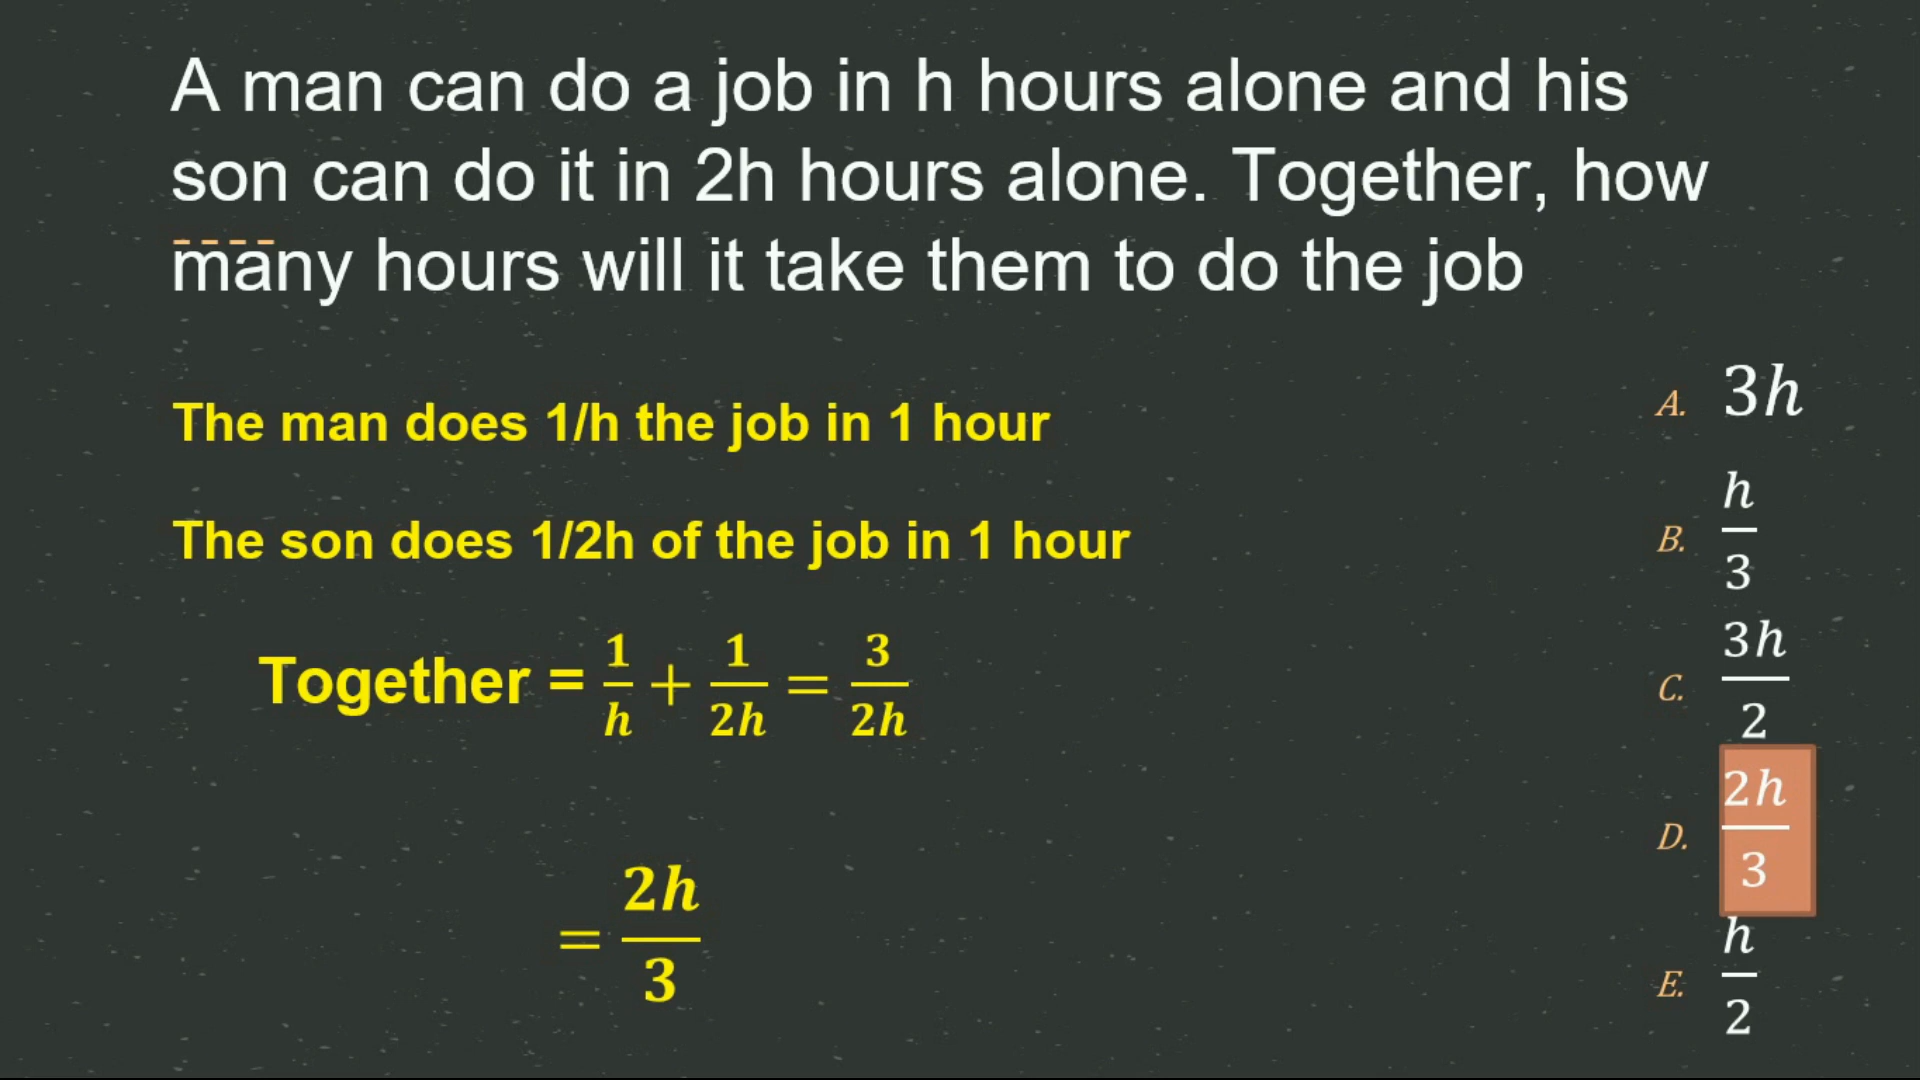 A man can do a job in h hours alone and his
son can do it in 2h hours alone. Together, how
many hours will it take them to do the job
The man does 1/h the job in 1 hour
The son does 1/2h of the job in 1 hour
Together = 1/h + 1/2h = 3/2h
= 2h/3
A. 3h
B. h/3
C. 3h/2
D. 2h/3
E. h/2